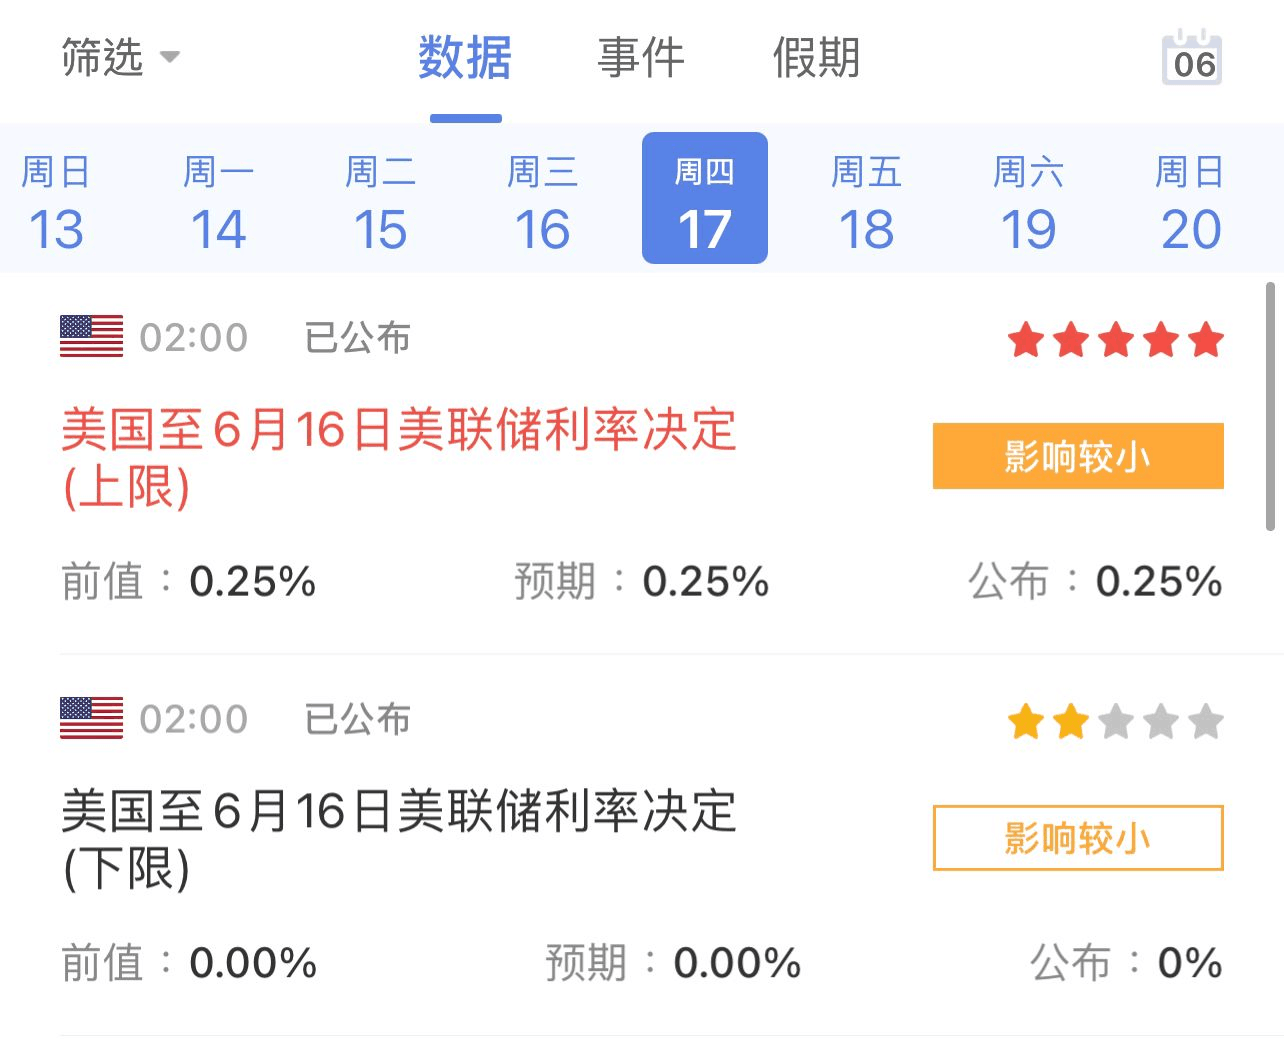 筛选 数据 事件 假期 06
周日 周一 周二 周三 周四 周五 周六 周日
13 14 15 16 17 18 19 20
02:00 已公布
美国至6月16日美联储利率决定
(上限)
影响较小
前值：0.25% 预期：0.25% 公布：0.25%
02:00 已公布
美国至6月16日美联储利率决定
(下限)
影响较小
前值：0.00% 预期：0.00% 公布：0%